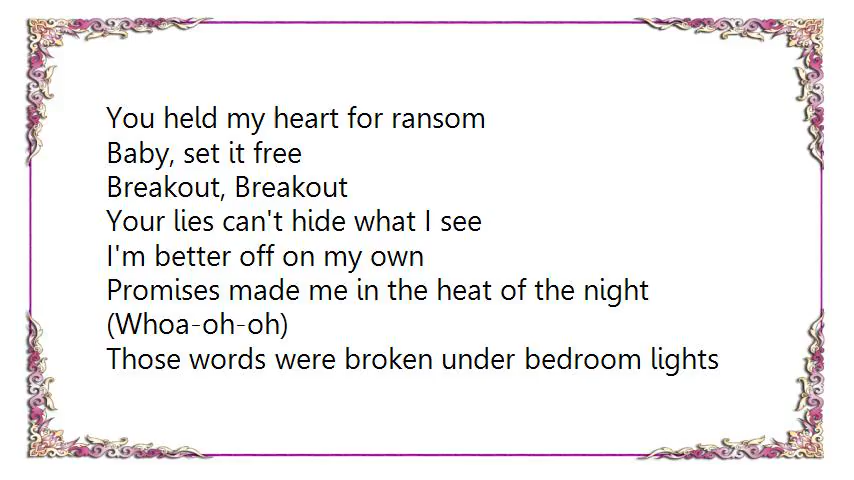 You held my heart for ransom
Baby, set it free
Breakout, Breakout
Your lies can't hide what I see
I'm better off on my own
Promises made me in the heat of the night
(Whoa-oh-oh)
Those words were broken under bedroom lights